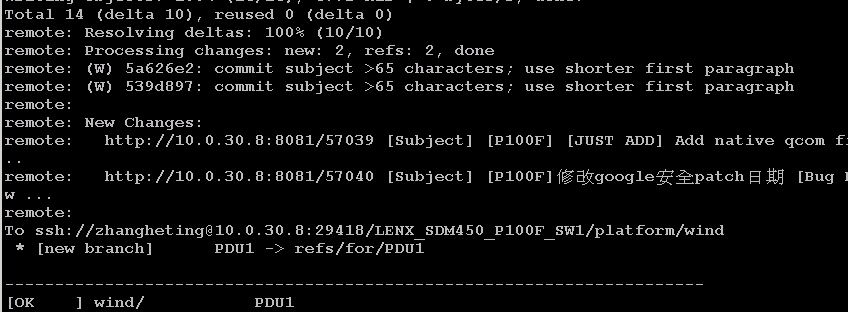 Total 14 (delta 10), reused 0 (delta 0)
remote: Resolving deltas: 100% (10/10)
remote: Processing changes: new: 2, refs: 2, done
remote: (W) 5a626e2: commit subject >65 characters; use shorter first paragraph
remote: (W) 539d897: commit subject >65 characters; use shorter first paragraph
remote:
remote: New Changes:
remote:   http://10.0.30.8:8081/57039 [Subject] [P100F] [JUST ADD] Add native qcom
..
remote:   http://10.0.30.8:8081/57040 [Subject] [P100F]修改google安全patch日期 [Bug
w ...
remote:
To ssh://zhangheting@10.0.30.8:29418/LENX_SDM450_P100F_SW1/platform/wind
 * [new branch]      PDU1 -> refs/for/PDU1
----------------------------------------------------------------------
[OK    ] wind/           PDU1